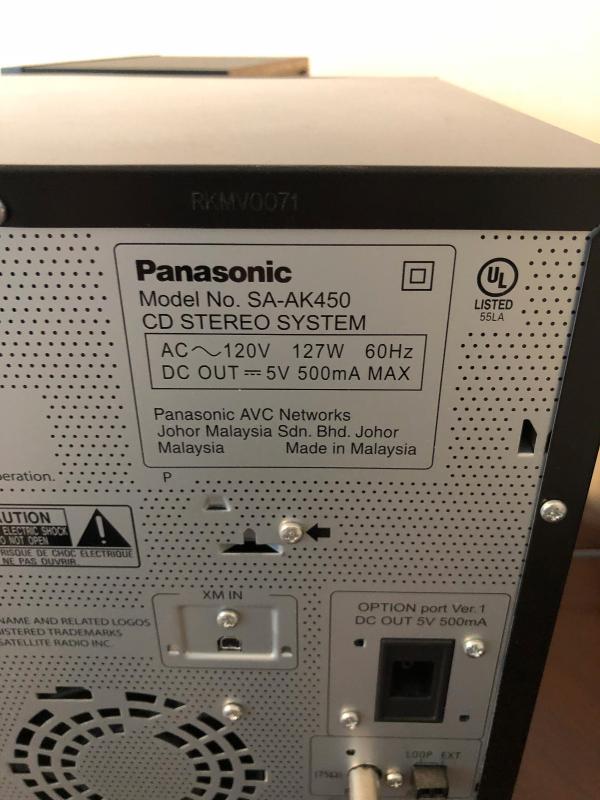 RKMV0071
Panasonic
Model No. SA-AK450
CD STEREO SYSTEM
AC～120V 127W 60Hz
DC OUT ⎓ 5V 500mA MAX
Panasonic AVC Networks
Johor Malaysia Sdn. Bhd. Johor
Malaysia Made in Malaysia
P
UL
LISTED
55LA
peration.
AUTION
ELECTRIC SHOCK
O NOT OPEN
RISQUE DE CHOC ELECTRIQUE
NE PAS OUVRIR
XM IN
NAME AND RELATED LOGOS
ISTERED TRADEMARKS
SATELLITE RADIO INC.
OPTION port Ver.1
DC OUT 5V 500mA
LOOP EXT
(75Ω)